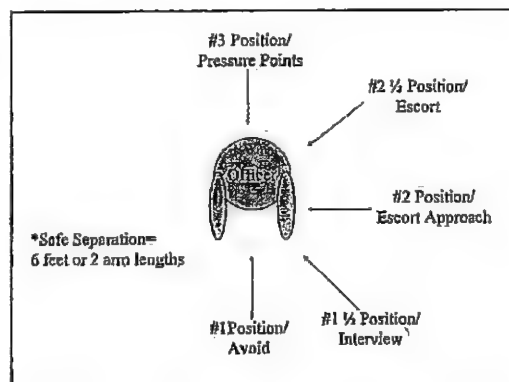 #3 Position/
Pressure Points
#2 ½ Position/
Escort
Officer
#2 Position/
Escort Approach
*Safe Separation=
6 feet or 2 arm lengths
#1Position/
Avoid
#1 ½ Position/
Interview